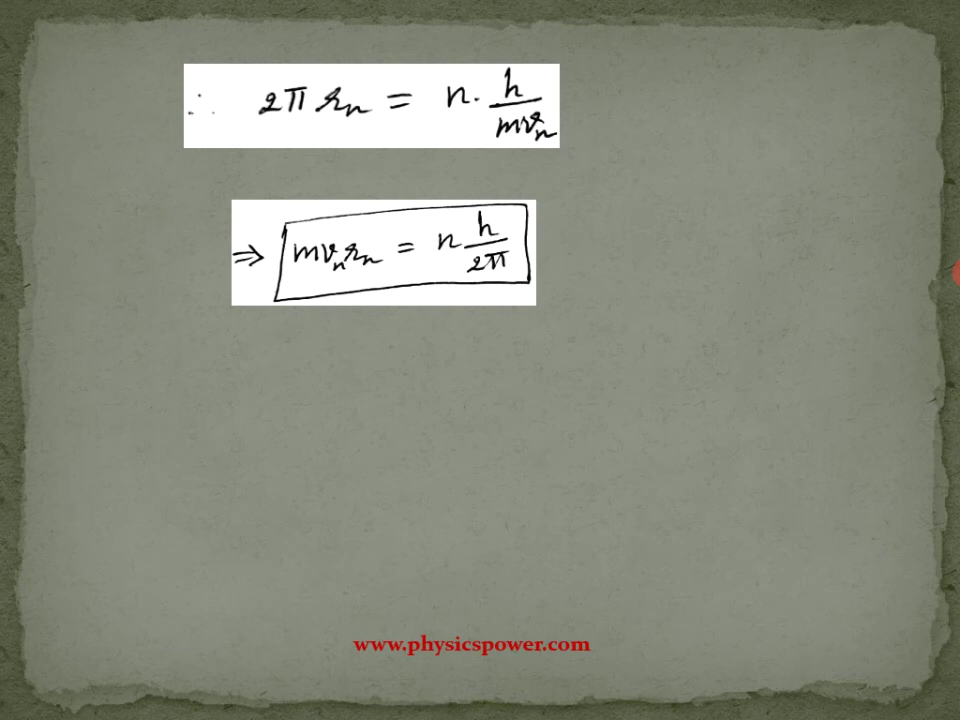 ∴ 2π rₙ = n · h/mvₙ
⇒ mvₙrₙ = n h/2π
www.physicspower.com